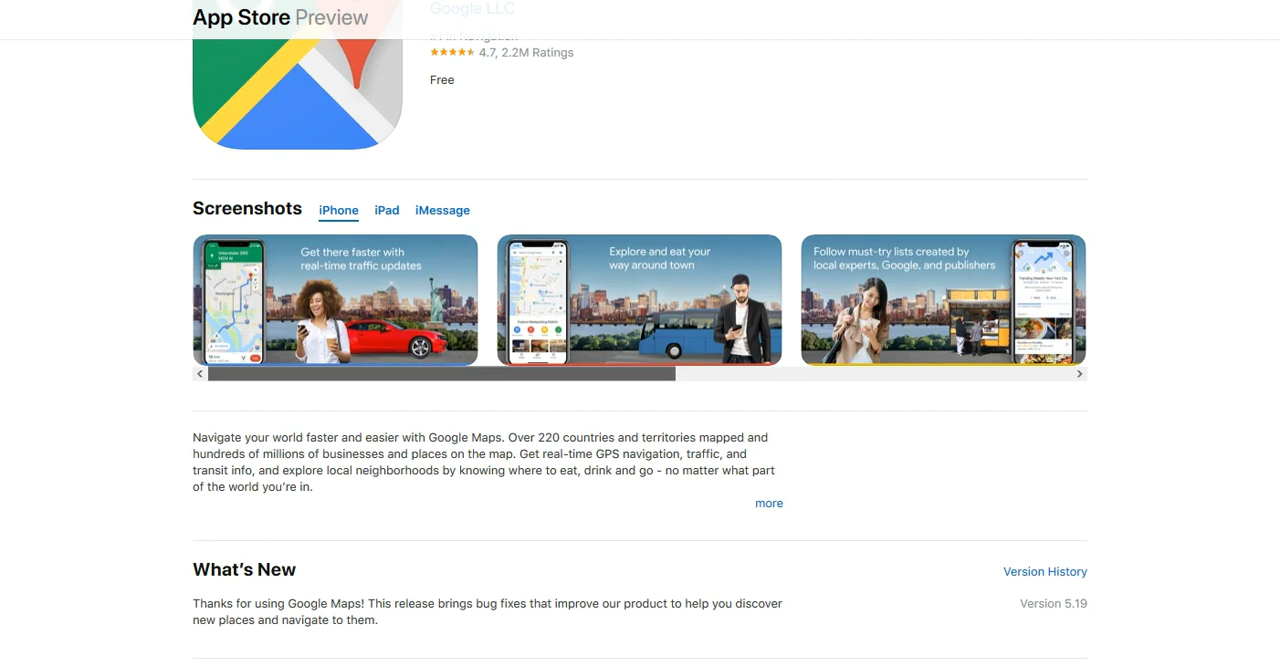 App Store Preview
Google LLC
4.7, 2.2M Ratings
Free
Screenshots
iPhone
iPad
iMessage
Get there faster with
real-time traffic updates
Explore and eat your
way around town
Follow must-try lists created by
local experts, Google, and publishers
Navigate your world faster and easier with Google Maps. Over 220 countries and territories mapped and
hundreds of millions of businesses and places on the map. Get real-time GPS navigation, traffic, and
transit info, and explore local neighborhoods by knowing where to eat, drink and go - no matter what part
of the world you’re in.
more
What’s New
Version History
Thanks for using Google Maps! This release brings bug fixes that improve our product to help you discover
new places and navigate to them.
Version 5.19